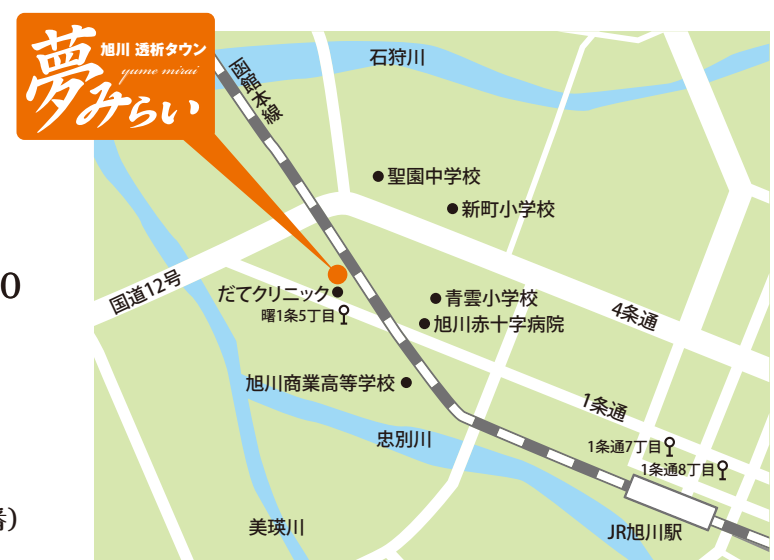 旭川 透析タウン
yume mirai
夢みらい
函館本線
石狩川
聖園中学校
新町小学校
国道12号
0
だてクリニック
曙1条5丁目
青雲小学校
旭川赤十字病院
4条通
旭川商業高等学校
1条通
忠別川
1条通7丁目
1条通8丁目
美瑛川
JR旭川駅
)